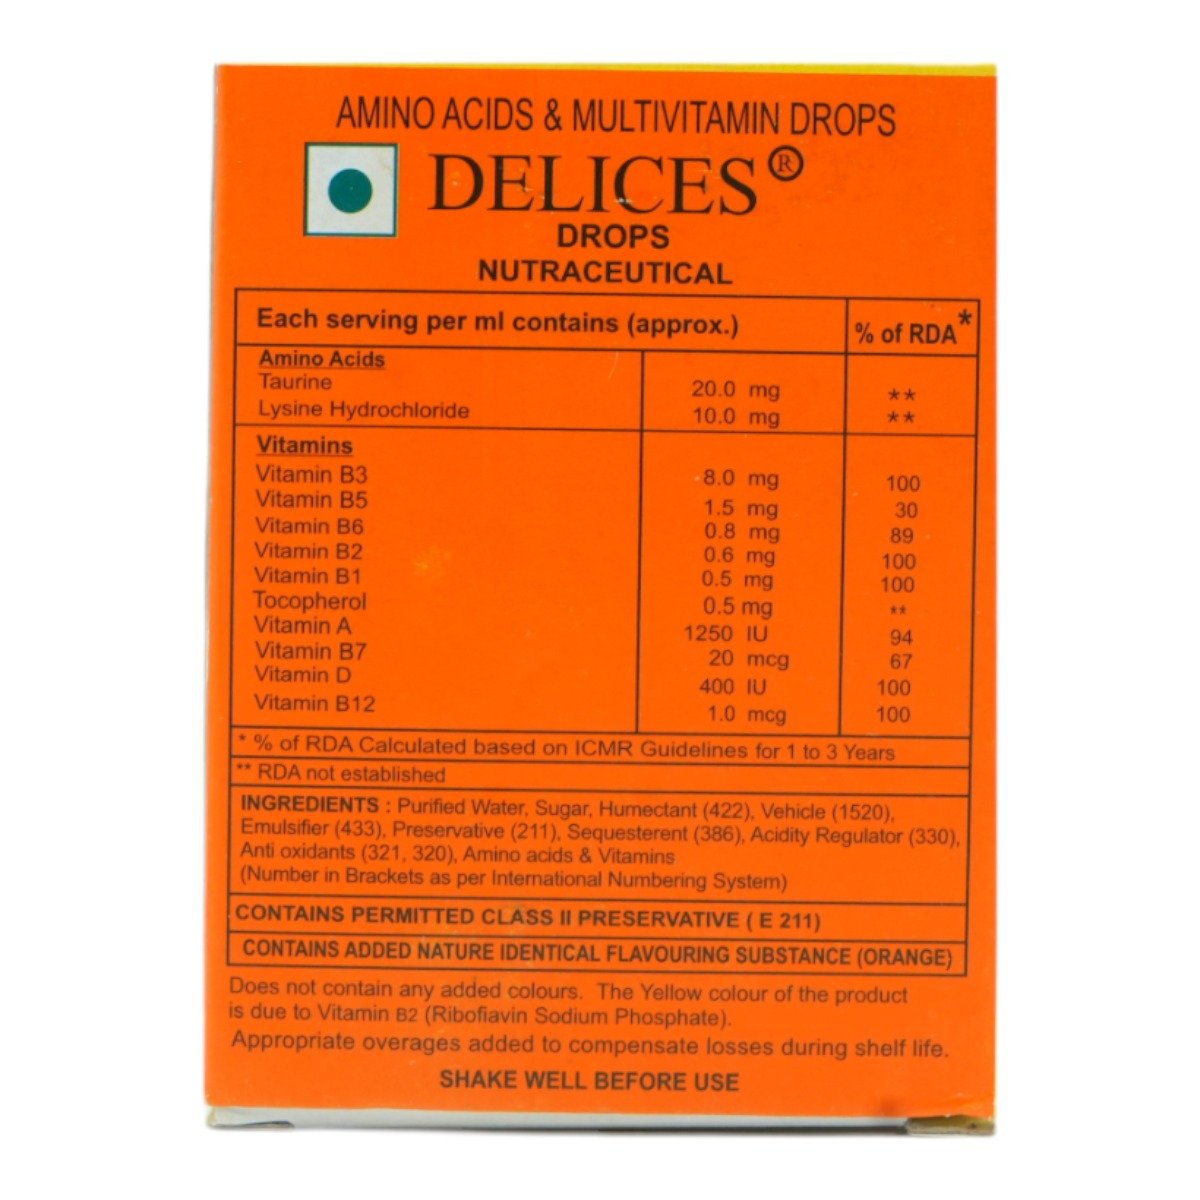 AMINO ACIDS & MULTIVITAMIN DROPS
DELICES®
DROPS
NUTRACEUTICAL
Each serving per ml contains (approx.) % of RDA*
Amino Acids
Taurine 20.0 mg **
Lysine Hydrochloride 10.0 mg **
Vitamins
Vitamin B3 8.0 mg 100
Vitamin B5 1.5 mg 30
Vitamin B6 0.8 mg 89
Vitamin B2 0.6 mg 100
Vitamin B1 0.5 mg 100
Tocopherol 0.5 mg **
Vitamin A 1250 IU 94
Vitamin B7 20 mcg 67
Vitamin D 400 IU 100
Vitamin B12 1.0 mcg 100
* % of RDA Calculated based on ICMR Guidelines for 1 to 3 Years
** RDA not established
INGREDIENTS : Purified Water, Sugar, Humectant (422), Vehicle (1520),
Emulsifier (433), Preservative (211), Sequesterent (386), Acidity Regulator (330),
Anti oxidants (321, 320), Amino acids & Vitamins
(Number in Brackets as per International Numbering System)
CONTAINS PERMITTED CLASS II PRESERVATIVE ( E 211)
CONTAINS ADDED NATURE IDENTICAL FLAVOURING SUBSTANCE (ORANGE)
Does not contain any added colours. The Yellow colour of the product
is due to Vitamin B2 (Riboflavin Sodium Phosphate).
Appropriate overages added to compensate losses during shelf life.
SHAKE WELL BEFORE USE